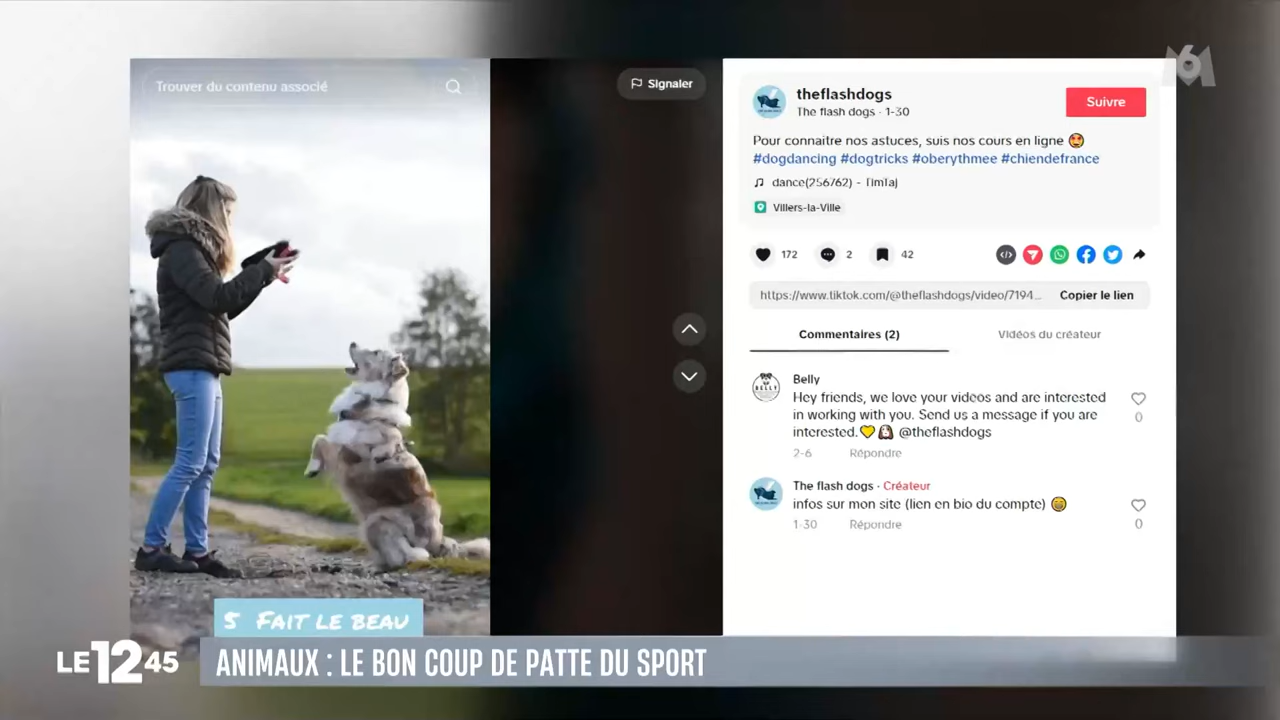 M6
Trouver du contenu associé
Signaler
theflashdogs
The flash dogs · 1-30
Suivre
Pour connaitre nos astuces, suis nos cours en ligne
#dogdancing #dogtricks #oberythmee #chiendefrance
dance(256762) - TimTaj
Villers-la-Ville
172
2
42
https://www.tiktok.com/@theflashdogs/video/7194...
Copier le lien
Commentaires (2)
Vidéos du créateur
BELLY
Belly
Hey friends, we love your videos and are interested
in working with you. Send us a message if you are
interested. @theflashdogs
0
2-6 Répondre
The flash dogs · Créateur
infos sur mon site (lien en bio du compte)
0
1-30 Répondre
5 FAIT LE BEAU
LE 12 45
ANIMAUX : LE BON COUP DE PATTE DU SPORT